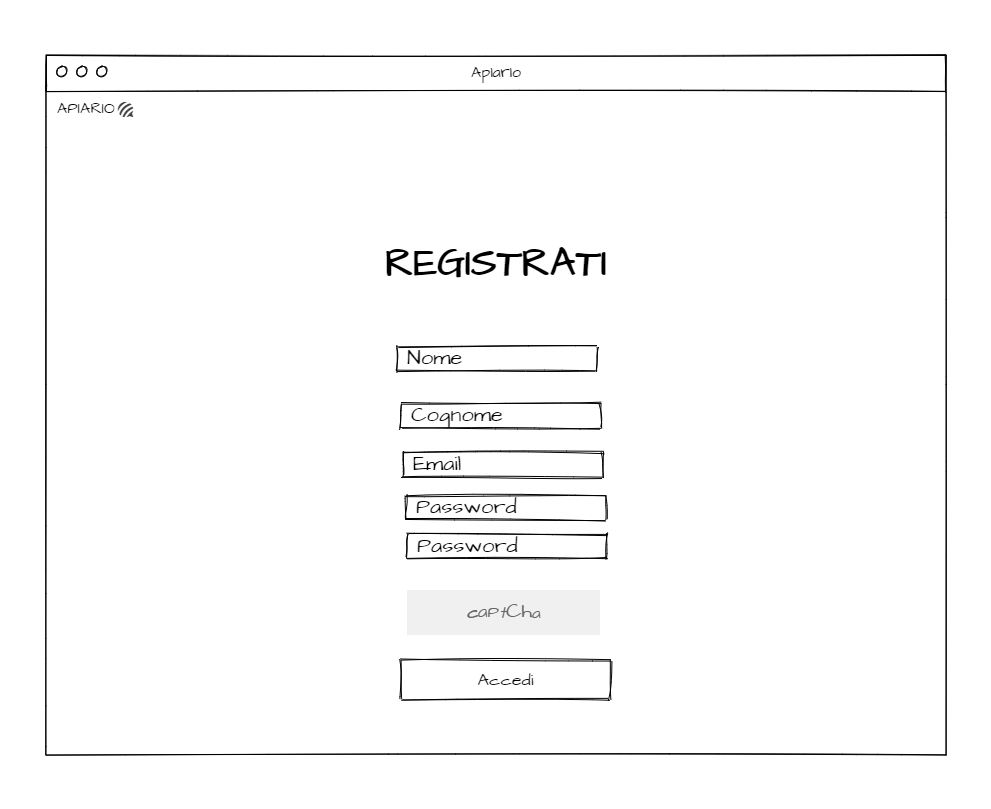 Apiario
APIARIO
REGISTRATI
Nome
Cognome
Email
Password
Password
captCha
Accedi